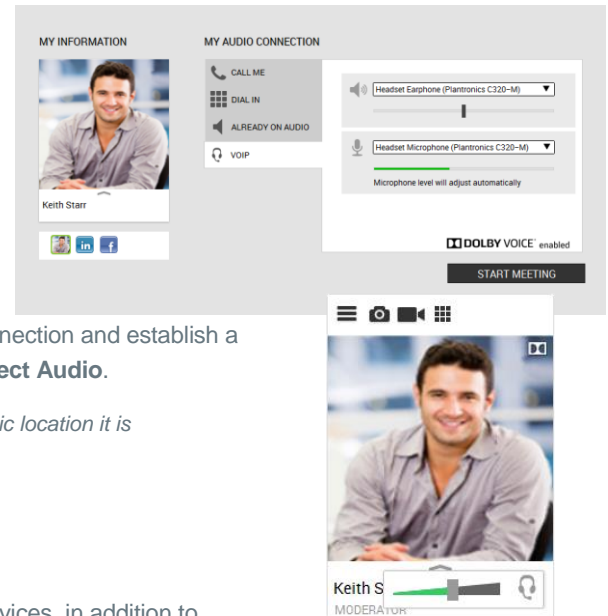 MY INFORMATION
MY AUDIO CONNECTION
CALL ME
DIAL IN
ALREADY ON AUDIO
VOIP
Headset Earphone (Plantronics C320-M)
Headset Microphone (Plantronics C320-M)
Microphone level will adjust automatically
Keith Starr
in f
DOLBY VOICE enabled
START MEETING
nnection and establish a
ect Audio.
ic location it is
Keith S
MODERATOR
vices, in addition to